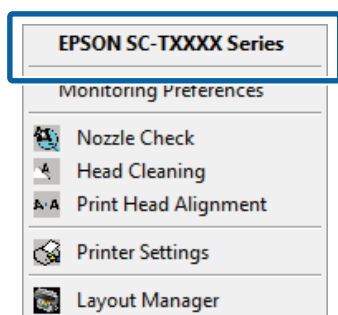 EPSON SC-TXXXX Series
Monitoring Preferences
Nozzle Check
Head Cleaning
A·A Print Head Alignment
Printer Settings
Layout Manager